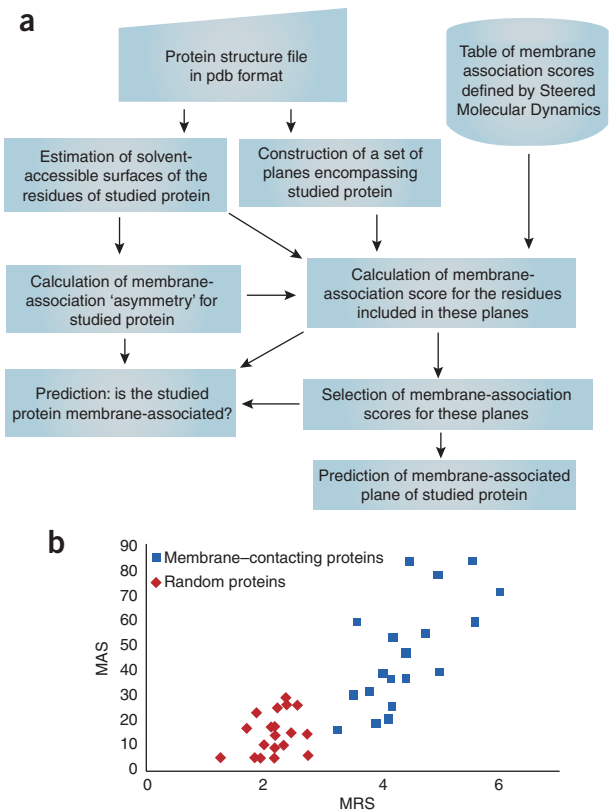 a
Protein structure file
in pdb format
Table of membrane
association scores
defined by Steered
Molecular Dynamics
Estimation of solvent-
accessible surfaces of the
residues of studied protein
Construction of a set of
planes encompassing
studied protein
Calculation of membrane-
association ‘asymmetry’ for
studied protein
Calculation of membrane-
association score for the residues
included in these planes
Prediction: is the studied
protein membrane-associated?
Selection of membrane-association
scores for these planes
Prediction of membrane-associated
plane of studied protein
b
90
80
70
60
50
40
30
20
10
0
MAS
Membrane–contacting proteins
Random proteins
0 2 4 6
MRS